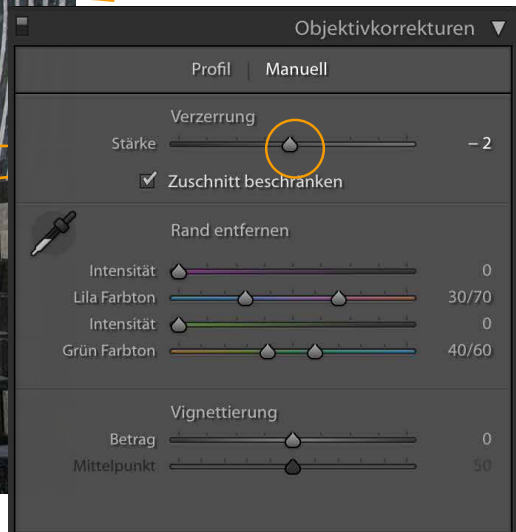 Objektivkorrekturen ▼
Profil | Manuell
Verzerrung
Stärke – 2
Zuschnitt beschränken
Rand entfernen
Intensität 0
Lila Farbton 30/70
Intensität 0
Grün Farbton 40/60
Vignettierung
Betrag 0
Mittelpunkt 50